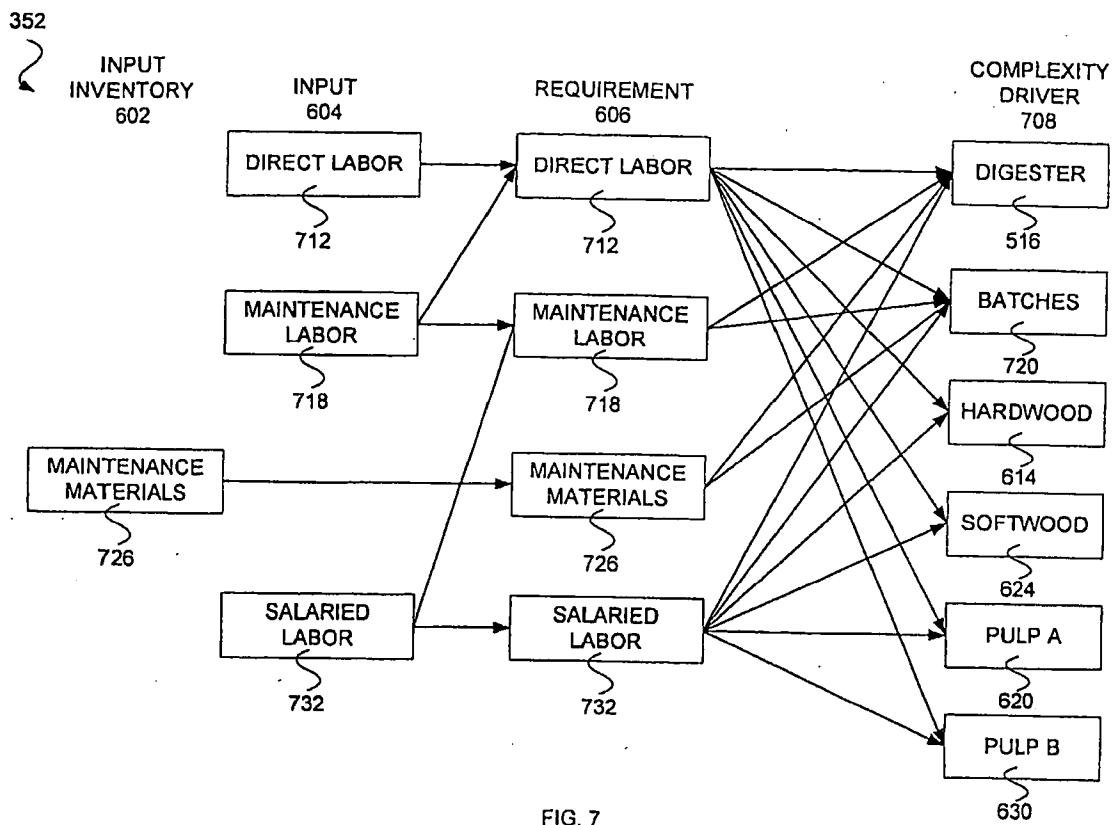 352
INPUT
INVENTORY
602
INPUT
604
REQUIREMENT
606
COMPLEXITY
DRIVER
708
DIRECT LABOR
712
DIRECT LABOR
712
DIGESTER
516
MAINTENANCE
LABOR
718
MAINTENANCE
LABOR
718
BATCHES
720
HARDWOOD
614
MAINTENANCE
MATERIALS
726
MAINTENANCE
MATERIALS
726
SOFTWOOD
624
SALARIED
LABOR
732
SALARIED
LABOR
732
PULP A
620
PULP B
630
FIG. 7